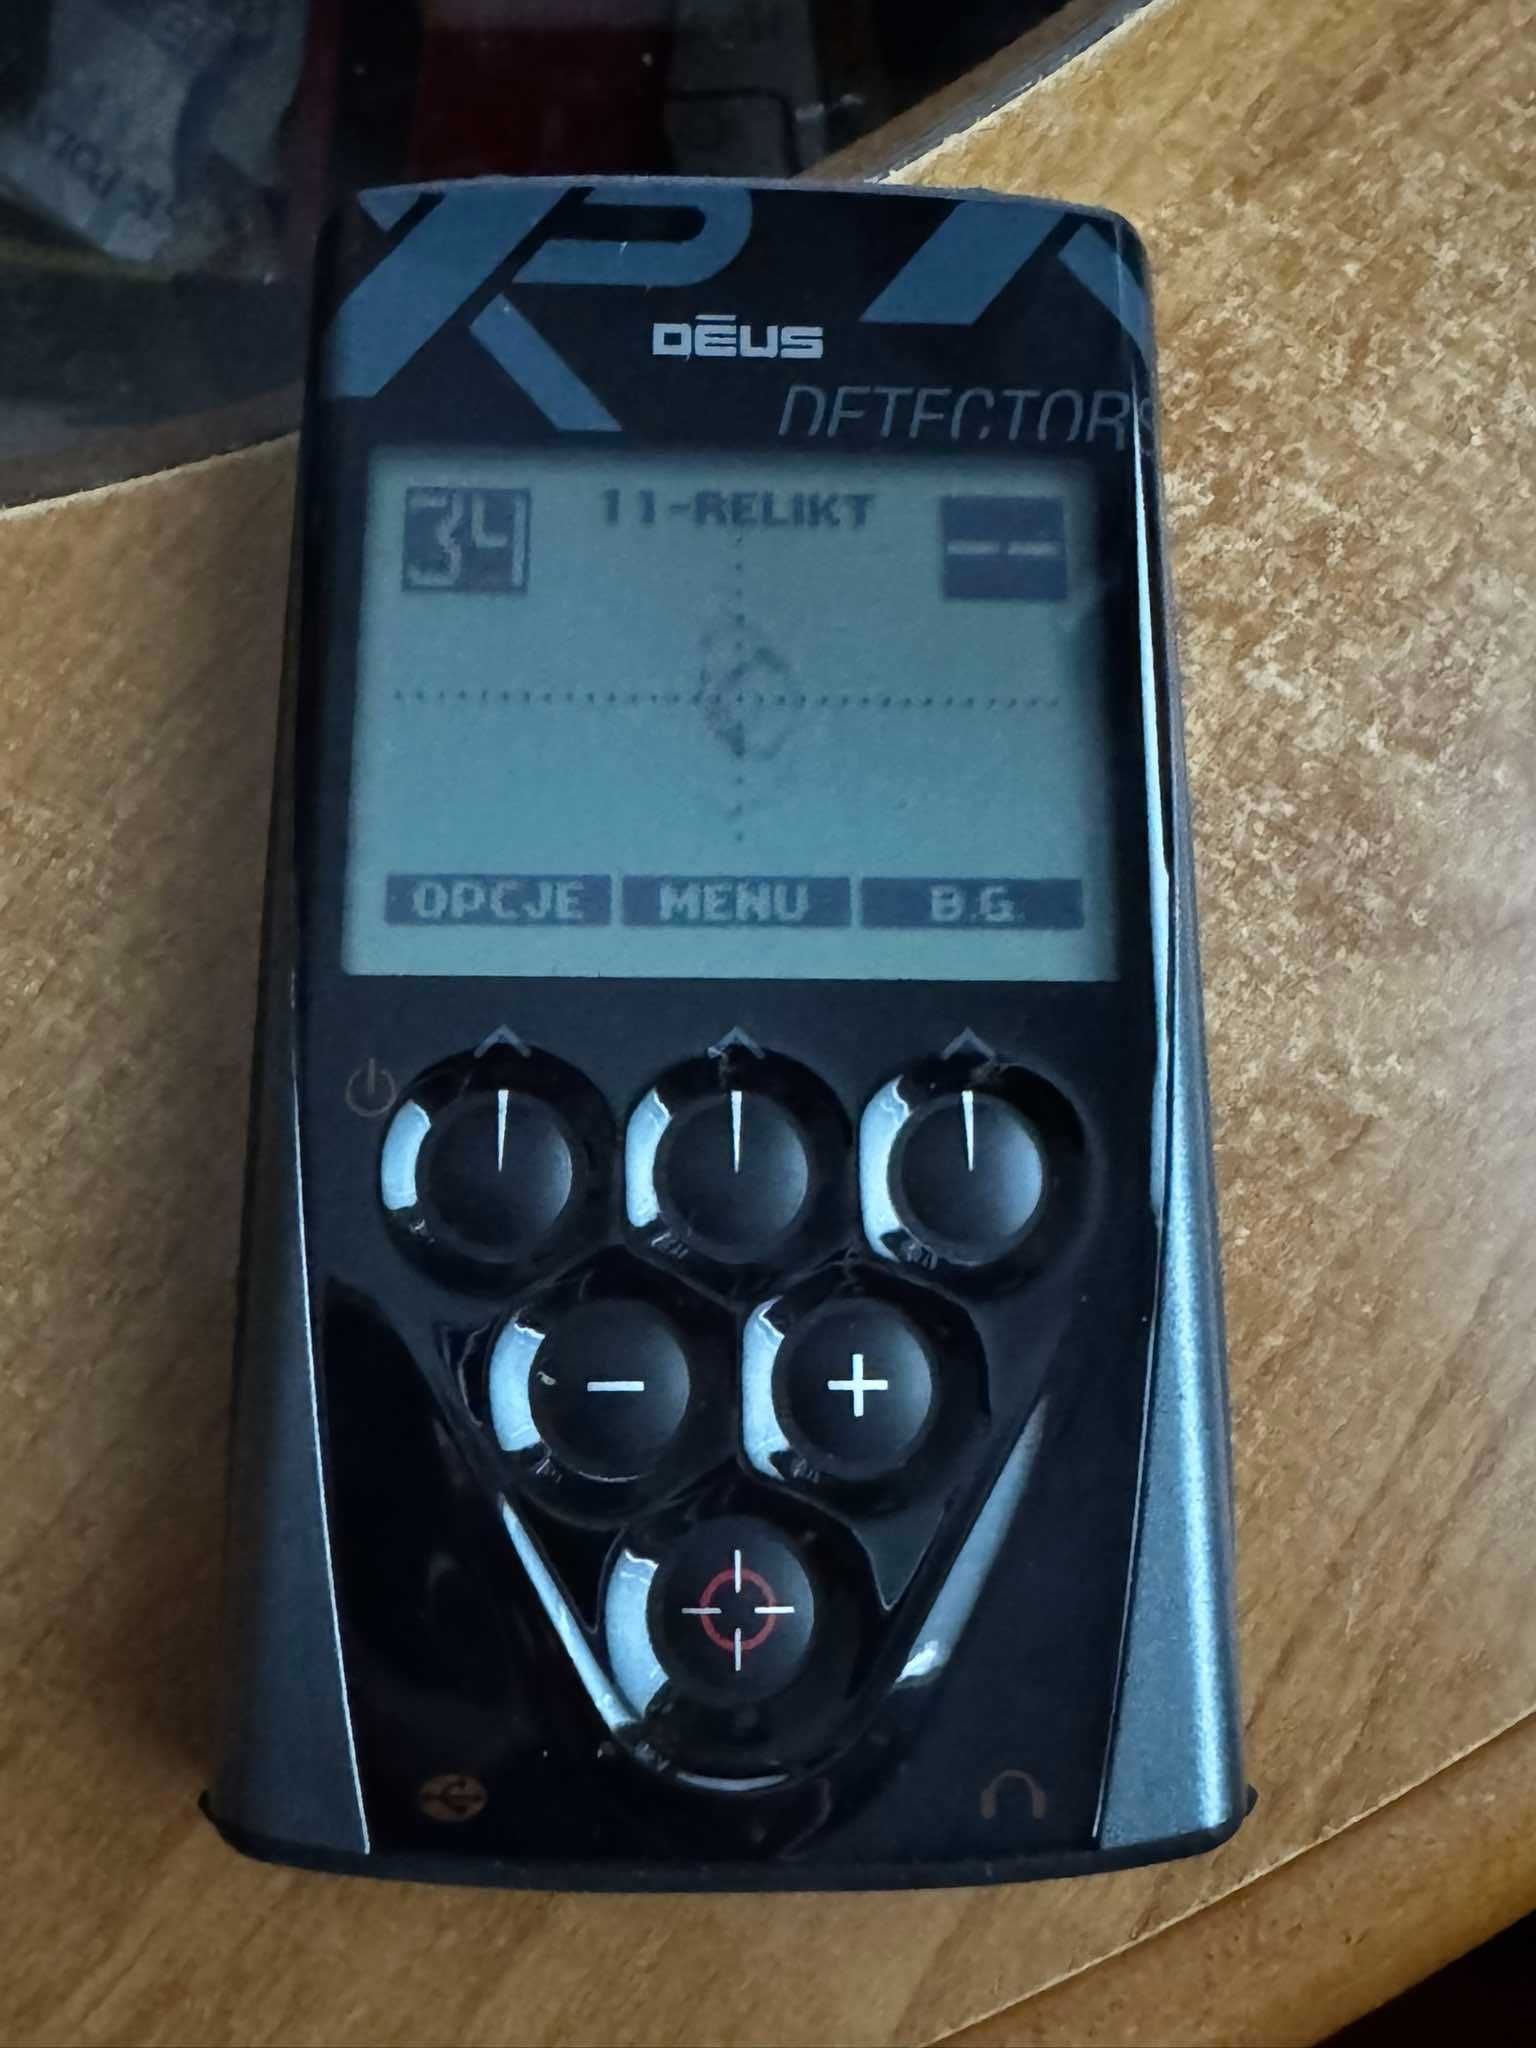 XP
DĒUS
DETECTORS
34 11-RELIKT --
OPCJE MENU B.G.
- +